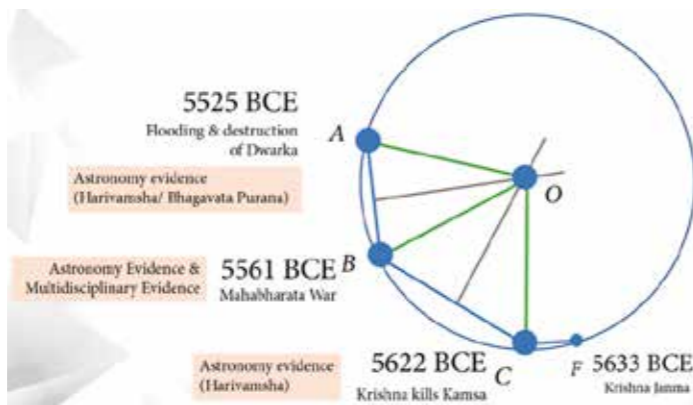 5525 BCE
Flooding & destruction
of Dwarka
A
Astronomy evidence
(Harivamsha/ Bhagavata Purana)
O
Astronomy Evidence &
Multidisciplinary Evidence
5561 BCE
B
Mahabharata War
Astronomy evidence
(Harivamsha)
5622 BCE
Krishna kills Kamsa
C
F
5633 BCE
Krishna Janma